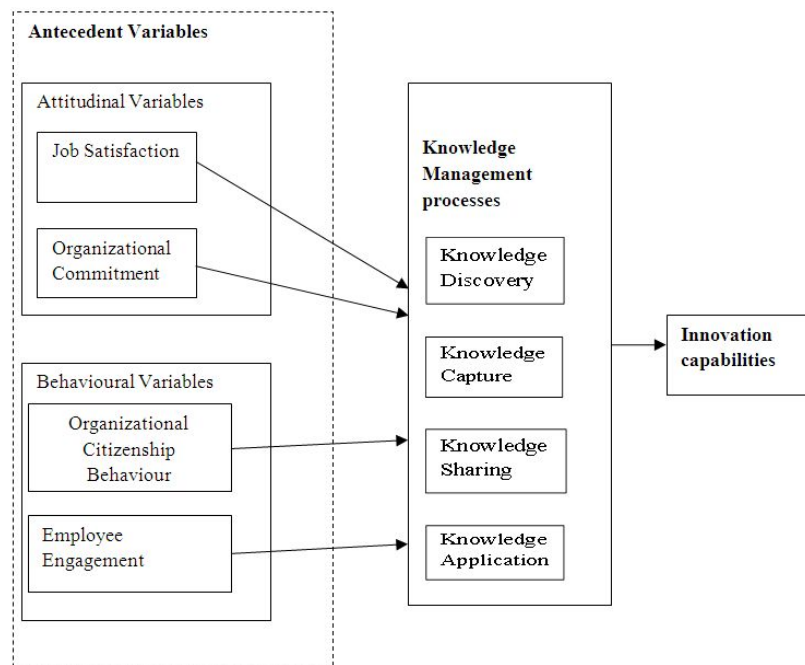 Antecedent Variables
Attitudinal Variables
Job Satisfaction
Organizational
Commitment
Behavioural Variables
Organizational
Citizenship
Behaviour
Employee
Engagement
Knowledge
Management
processes
Knowledge
Discovery
Knowledge
Capture
Knowledge
Sharing
Knowledge
Application
Innovation
capabilities